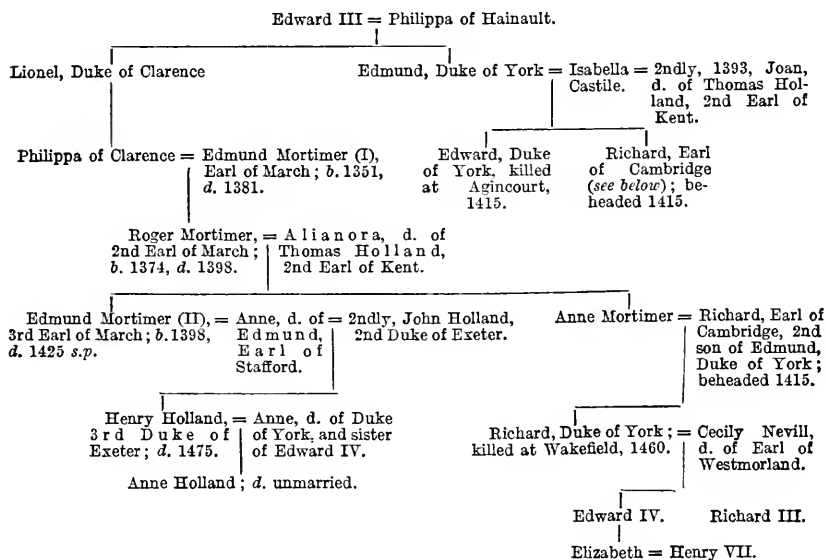 Edward III = Philippa of Hainault.
Lionel, Duke of Clarence
Edmund, Duke of York = Isabella = 2ndly, 1393, Joan,
Castile. d. of Thomas Hol-
land, 2nd Earl of
Kent.
Philippa of Clarence = Edmund Mortimer (I),
Earl of March; b. 1351,
d. 1381.
Edward, Duke
of York, killed
at Agincourt,
1415.
Richard, Earl
of Cambridge
(see below); be-
headed 1415.
Roger Mortimer, = Alianora, d. of
2nd Earl of March; Thomas Holland,
b. 1374, d. 1398. 2nd Earl of Kent.
Edmund Mortimer (II), = Anne, d. of = 2ndly, John Holland,
3rd Earl of March; b. 1398, Edmund, 2nd Duke of Exeter.
d. 1425 s.p. Earl of
Stafford.
Anne Mortimer = Richard, Earl of
Cambridge, 2nd
son of Edmund,
Duke of York;
beheaded 1415.
Henry Holland, = Anne, d. of Duke
3rd Duke of of York, and sister
Exeter; d. 1475. of Edward IV.
Anne Holland; d. unmarried.
Richard, Duke of York; = Cecily Nevill,
killed at Wakefield, 1460. d. of Earl of
Westmorland.
Edward IV. Richard III.
Elizabeth = Henry VII.